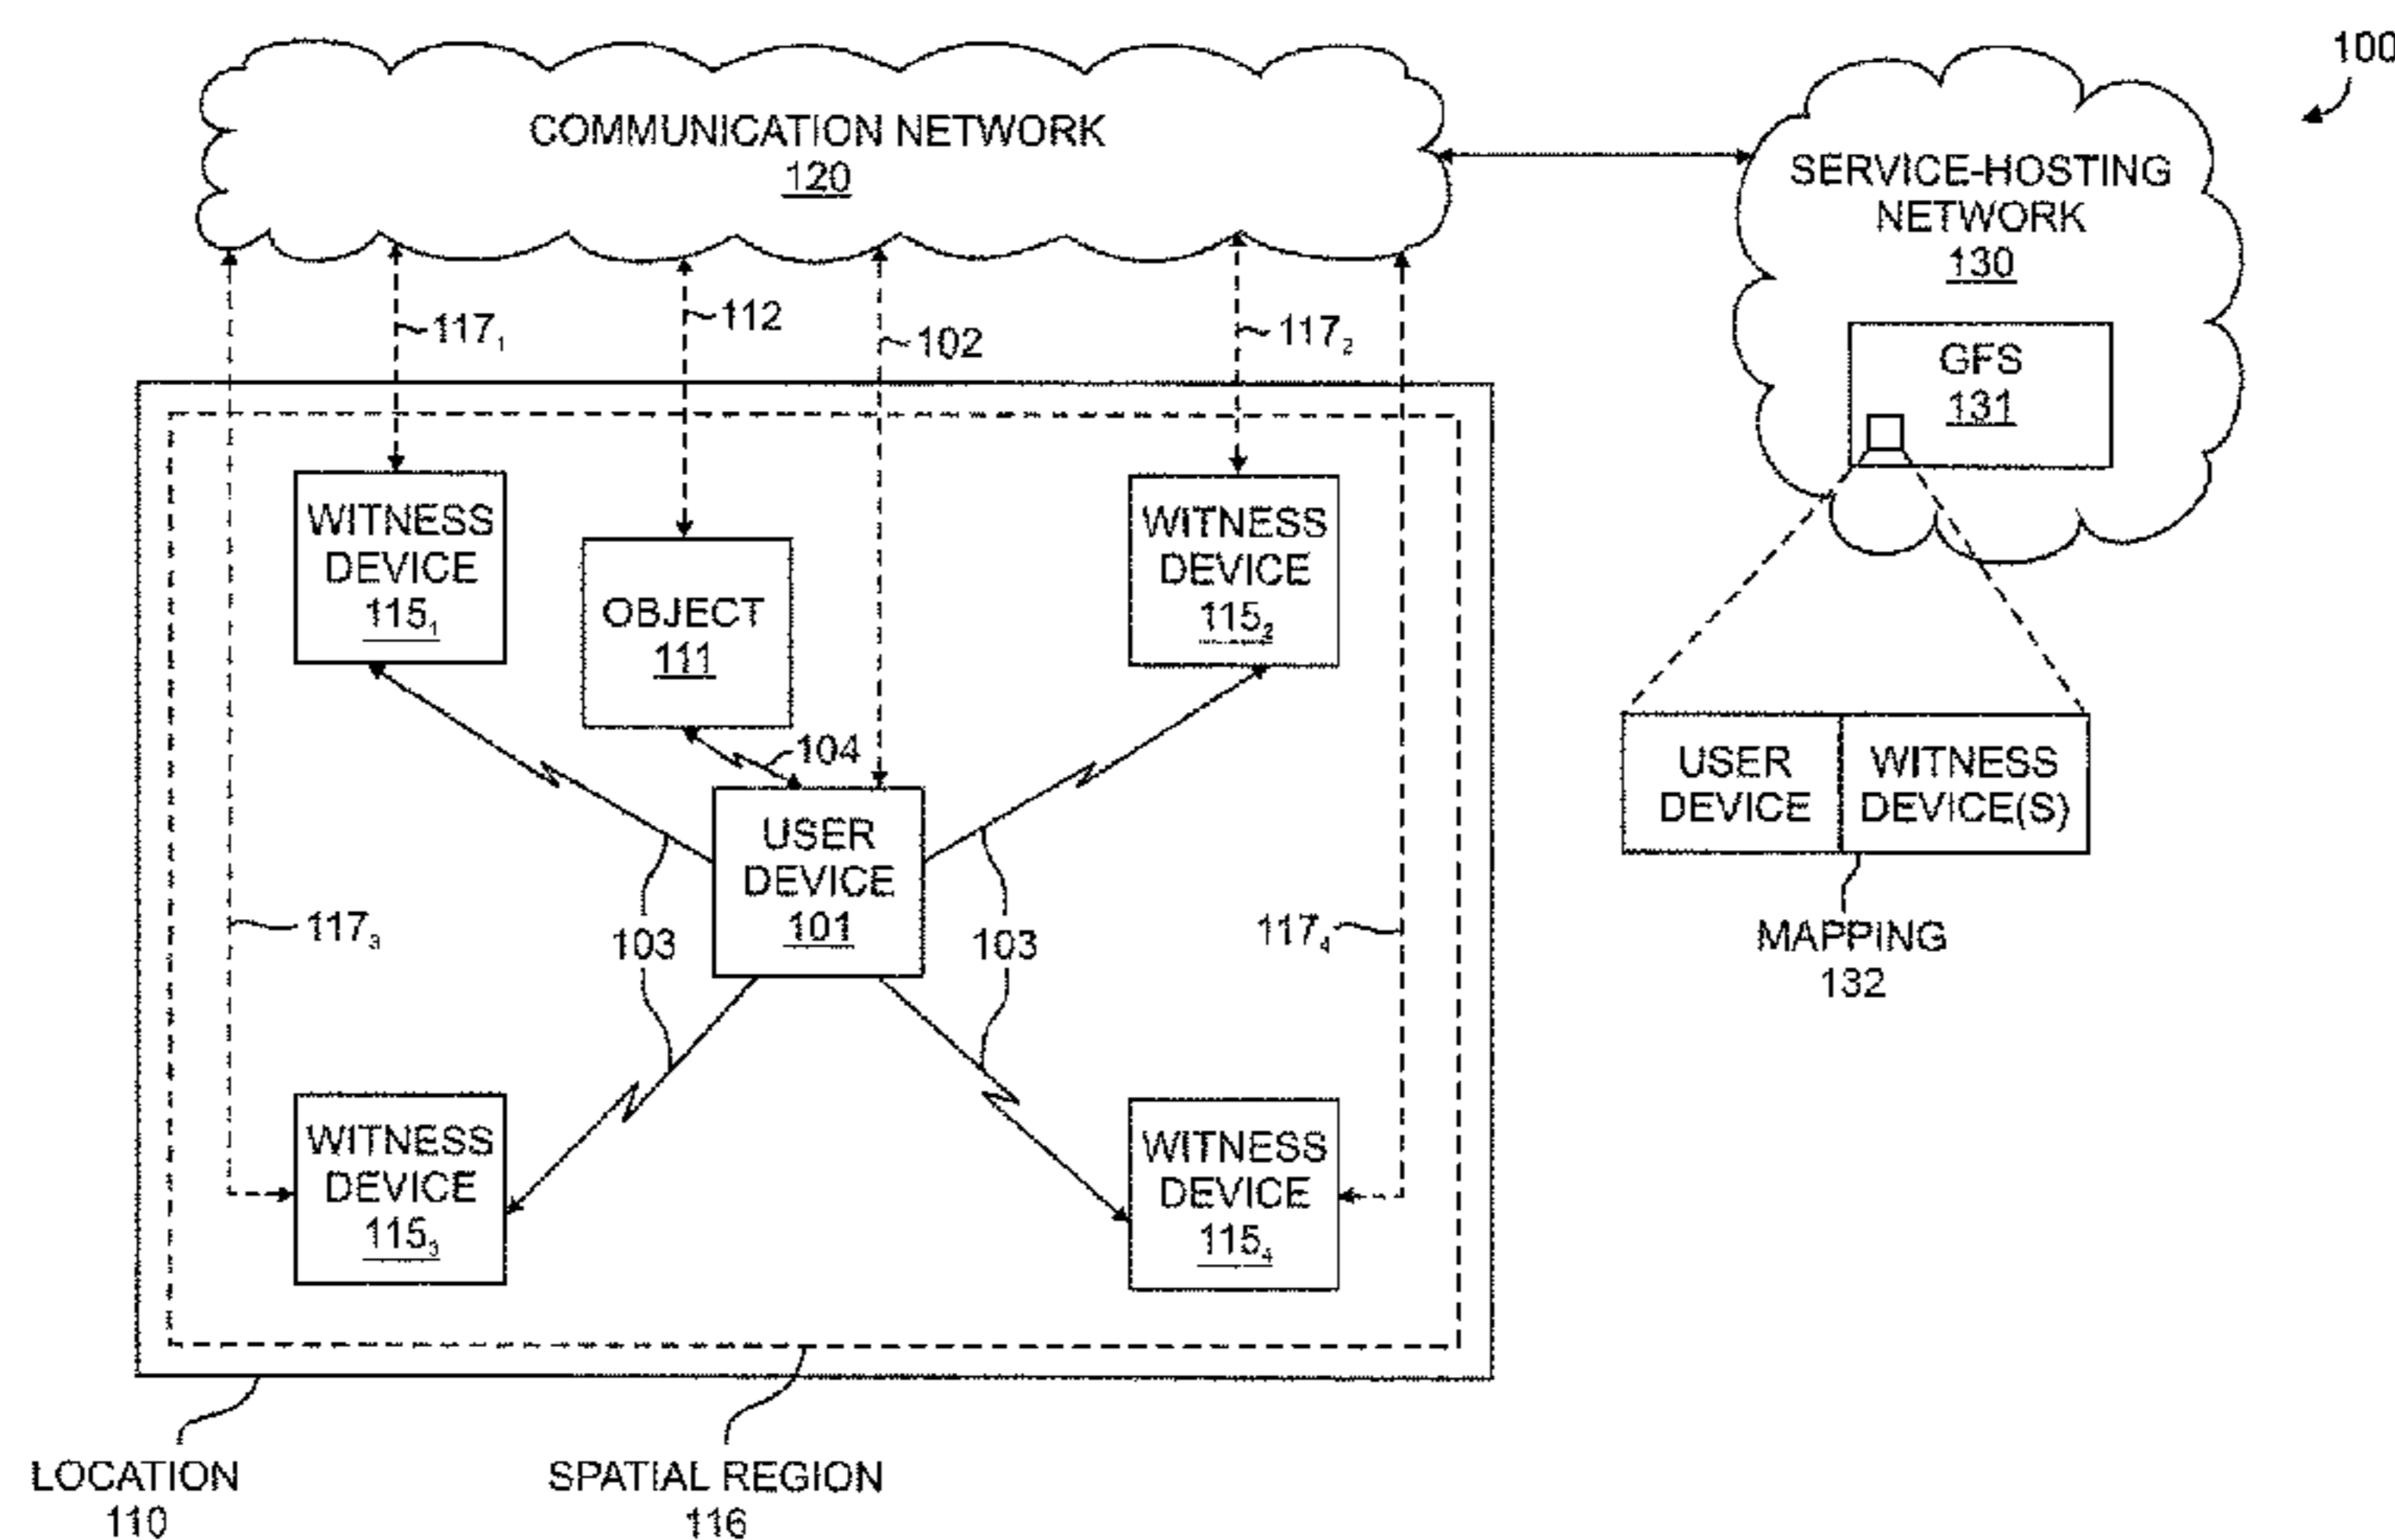 100
COMMUNICATION NETWORK
120
SERVICE-HOSTING
NETWORK
130
GFS
131
117₁
112
102
117₂
WITNESS
DEVICE
115₁
OBJECT
111
WITNESS
DEVICE
115₂
104
USER
DEVICE
101
103
103
117₃
117₄
WITNESS
DEVICE
115₃
WITNESS
DEVICE
115₄
USER
DEVICE
WITNESS
DEVICE(S)
MAPPING
132
LOCATION
110
SPATIAL REGION
116